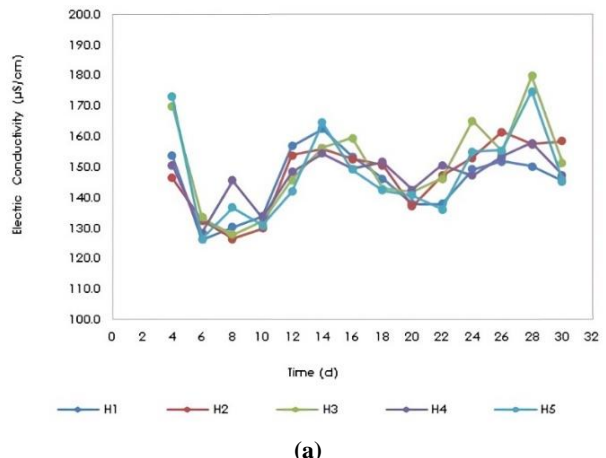 Electric Conductivity (µS/cm)
200.0
190.0
180.0
170.0
160.0
150.0
140.0
130.0
120.0
110.0
100.0
0 2 4 6 8 10 12 14 16 18 20 22 24 26 28 30 32
Time (d)
H1 H2 H3 H4 H5
(a)